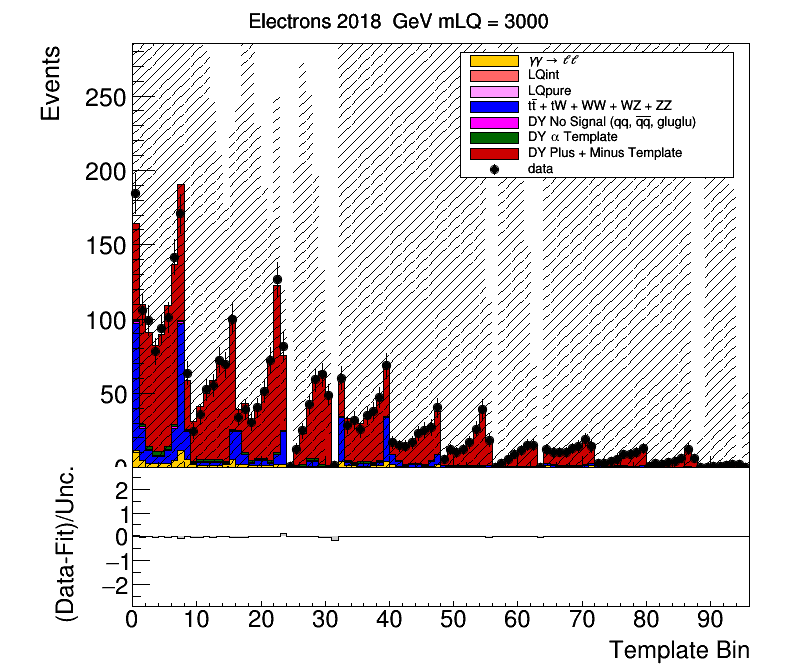 Electrons 2018 GeV mLQ = 3000
Events
250
200
150
100
50
0
γγ → ℓℓ
LQint
LQpure
tt̅ + tW + WW + WZ + ZZ
DY No Signal (qq, q̅q̅, gluglu)
DY α Template
DY Plus + Minus Template
data
(Data-Fit)/Unc.
2
1
0
−1
−2
0 10 20 30 40 50 60 70 80 90
Template Bin